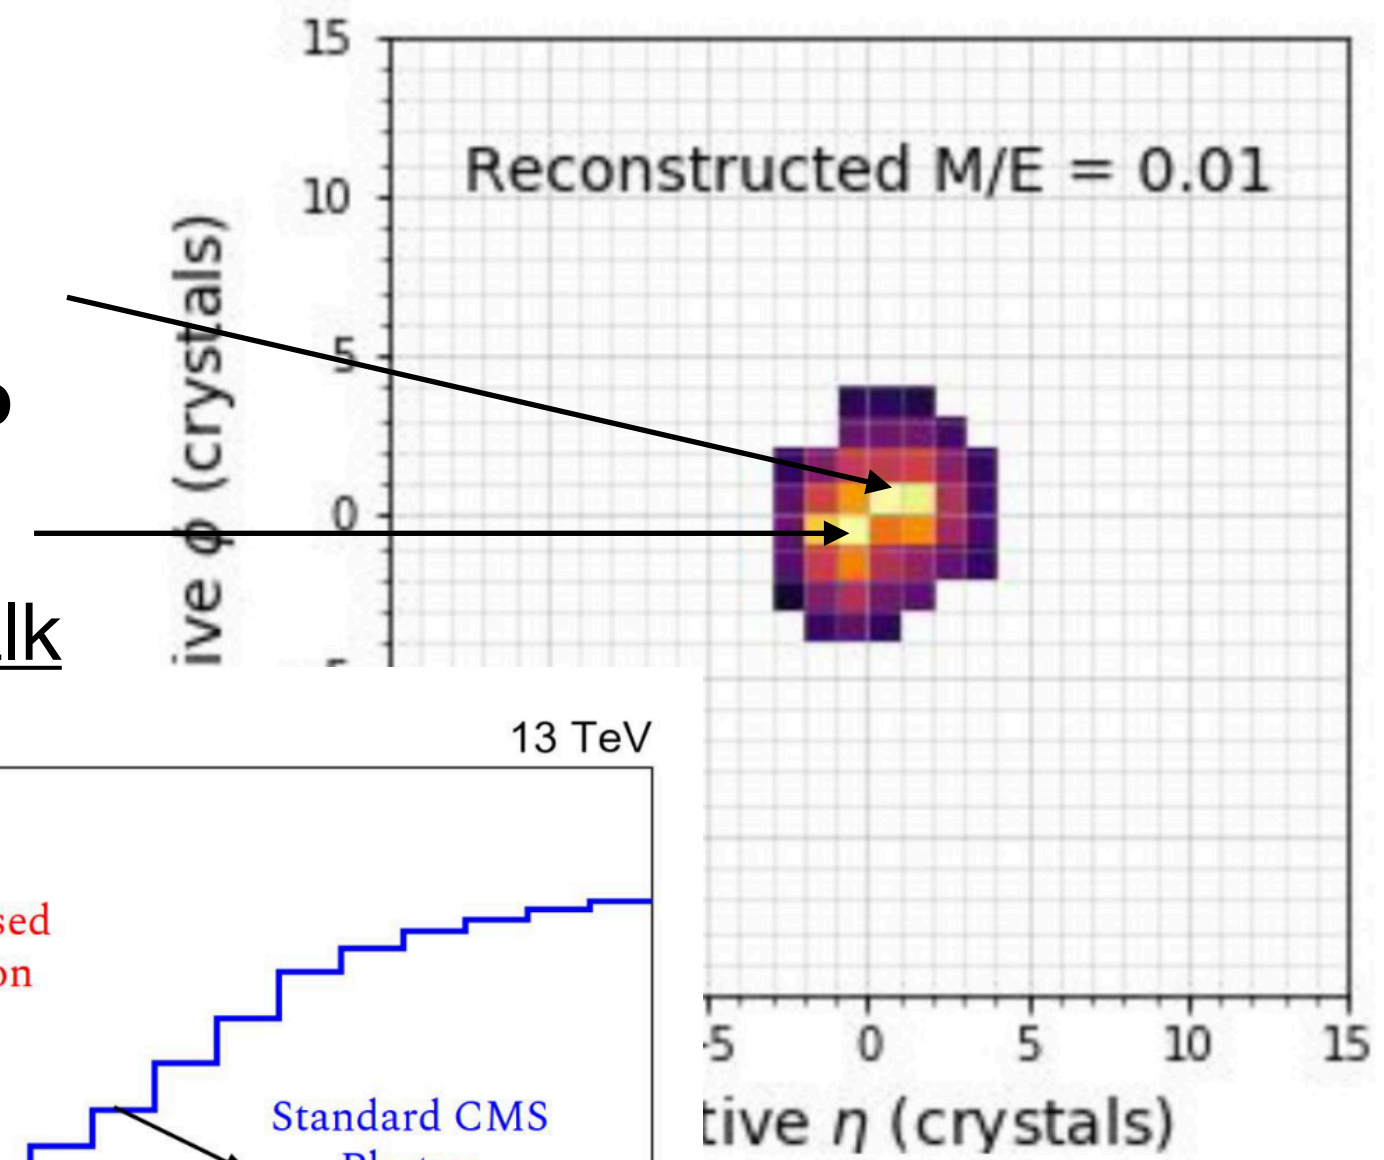 15
Reconstructed M/E = 0.01
10
5
0
ive ϕ (crystals)
lk
13 TeV
sed
on
Standard CMS
-5 0 5 10 15
tive η (crystals)